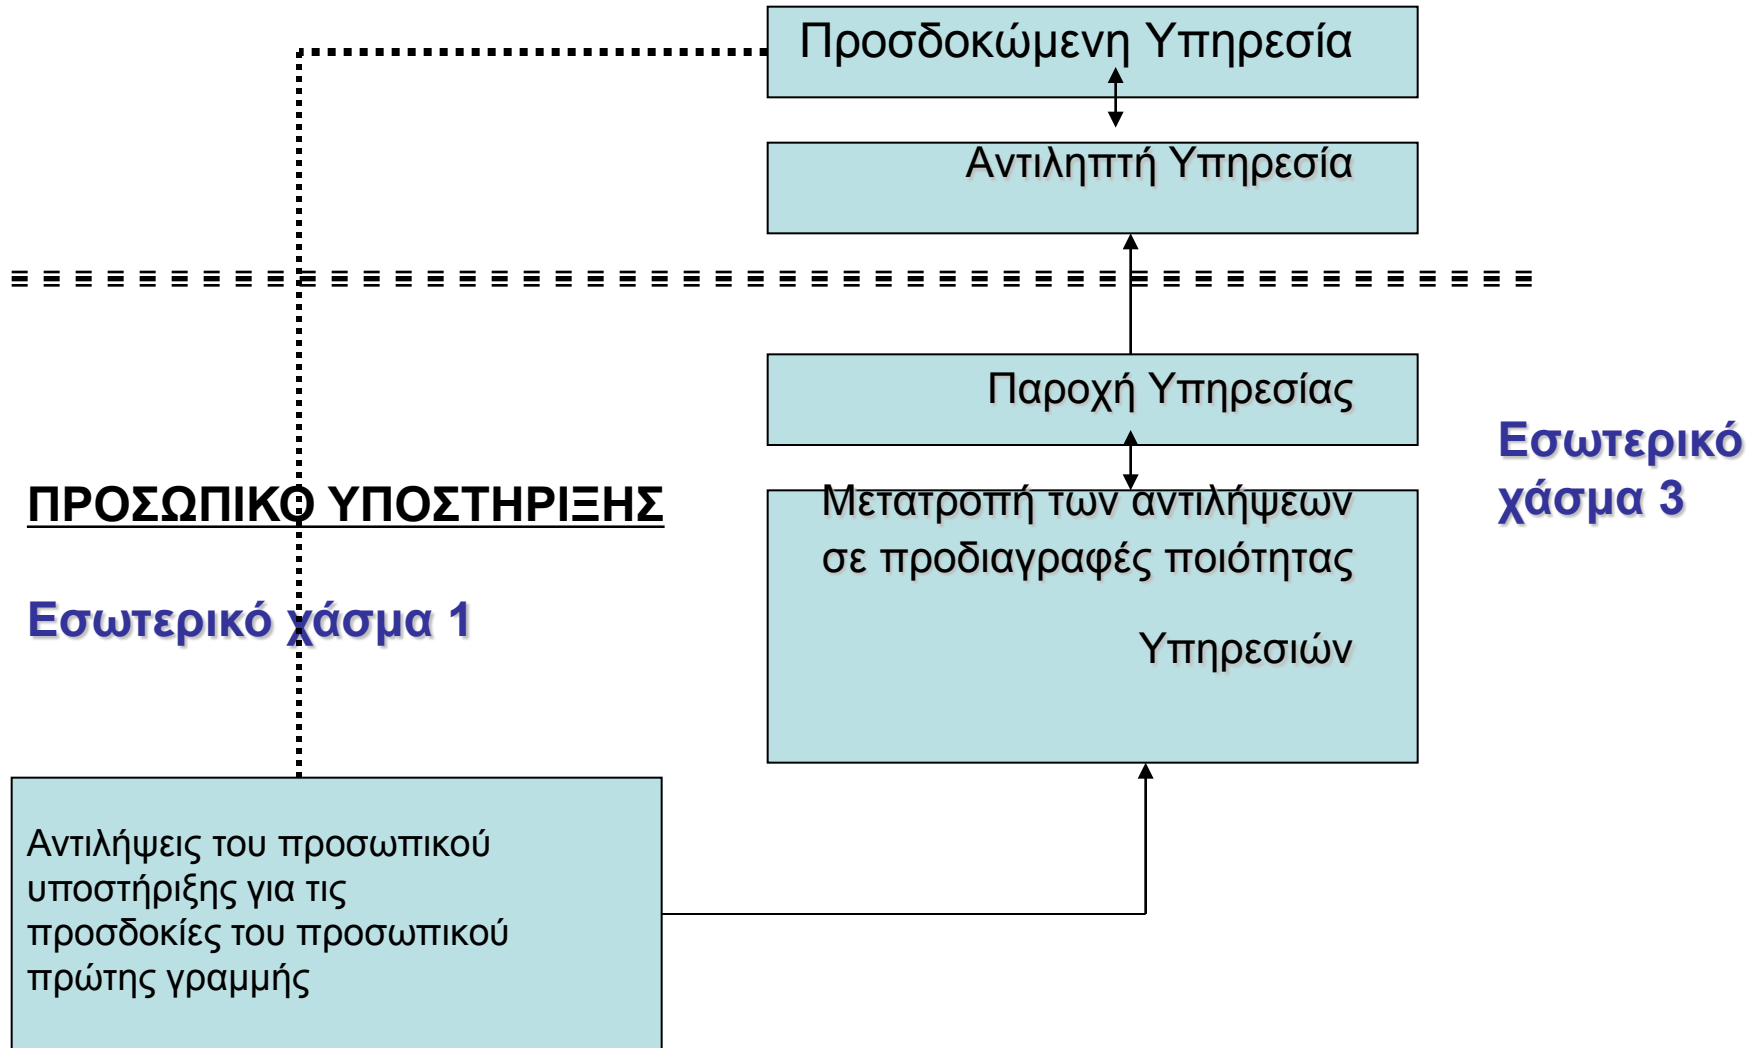 Προσδοκώμενη Υπηρεσία
Αντιληπτή Υπηρεσία
Παροχή Υπηρεσίας
Εσωτερικό
χάσμα 3
ΠΡΟΣΩΠΙΚΟ ΥΠΟΣΤΗΡΙΞΗΣ
Μετατροπή των αντιλήψεων
σε προδιαγραφές ποιότητας
Υπηρεσιών
Εσωτερικό χάσμα 1
Αντιλήψεις του προσωπικού
υποστήριξης για τις
προσδοκίες του προσωπικού
πρώτης γραμμής